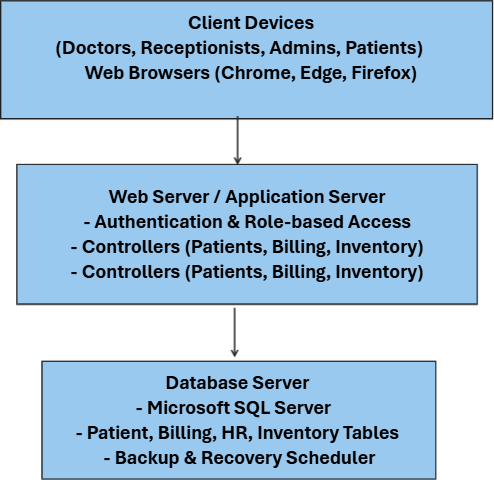 Client Devices
(Doctors, Receptionists, Admins, Patients)
Web Browsers (Chrome, Edge, Firefox)
Web Server / Application Server
- Authentication & Role-based Access
- Controllers (Patients, Billing, Inventory)
- Controllers (Patients, Billing, Inventory)
Database Server
- Microsoft SQL Server
- Patient, Billing, HR, Inventory Tables
- Backup & Recovery Scheduler